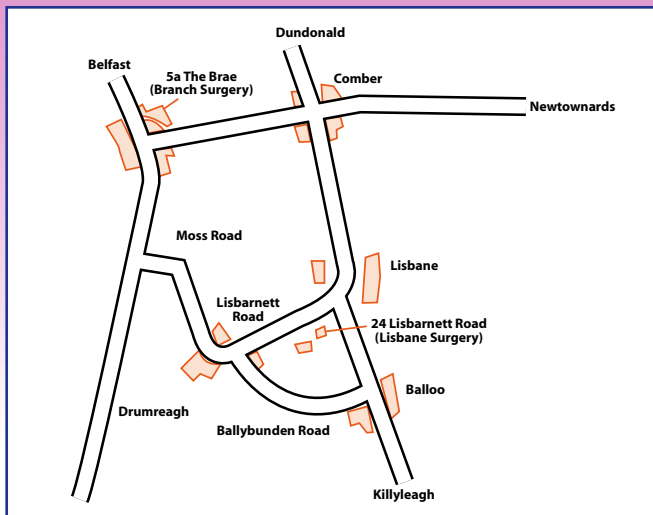 Dundonald
Belfast
5a The Brae
(Branch Surgery)
Comber
Newtownards
Moss Road
Lisbane
Lisbarnett
Road
24 Lisbarnett Road
(Lisbane Surgery)
Balloo
Drumreagh
Ballybunden Road
Killyleagh